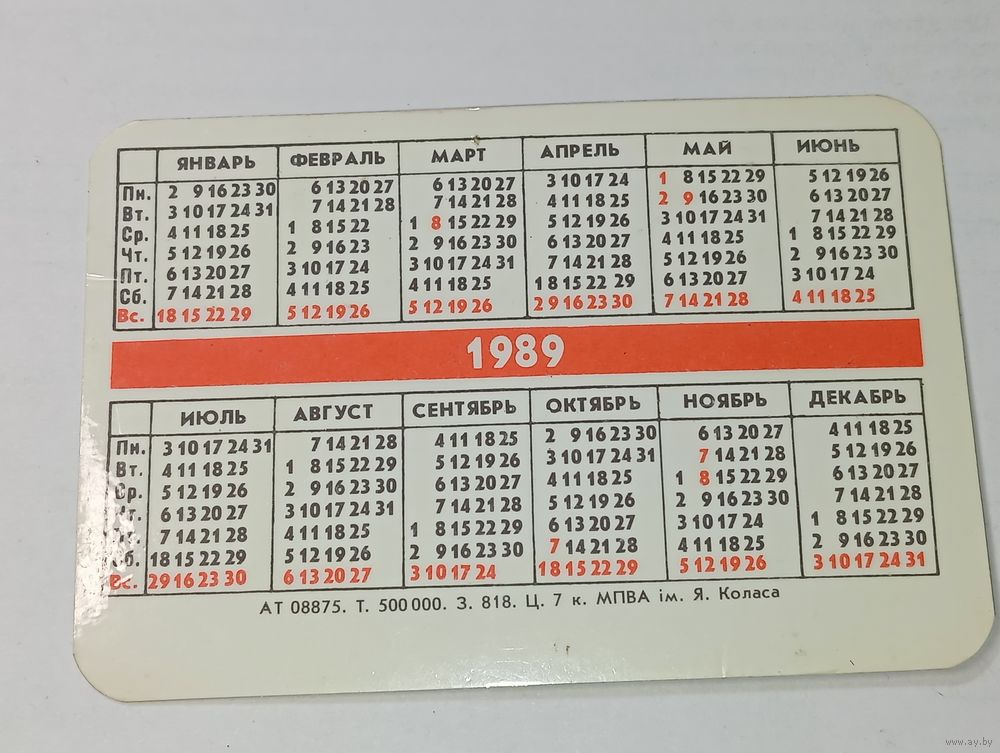 ЯНВАРЬ ФЕВРАЛЬ МАРТ АПРЕЛЬ МАЙ ИЮНЬ
Пн. 2 9 16 23 30 6 13 20 27 6 13 20 27 3 10 17 24 1 8 15 22 29 5 12 19 26
Вт. 3 10 17 24 31 7 14 21 28 7 14 21 28 4 11 18 25 2 9 16 23 30 6 13 20 27
Ср. 4 11 18 25 1 8 15 22 1 8 15 22 29 5 12 19 26 3 10 17 24 31 7 14 21 28
Чт. 5 12 19 26 2 9 16 23 2 9 16 23 30 6 13 20 27 4 11 18 25 1 8 15 22 29
Пт. 6 13 20 27 3 10 17 24 3 10 17 24 31 7 14 21 28 5 12 19 26 2 9 16 23 30
Сб. 7 14 21 28 4 11 18 25 4 11 18 25 1 8 15 22 29 6 13 20 27 3 10 17 24
Вс. 1 8 15 22 29 5 12 19 26 5 12 19 26 2 9 16 23 30 7 14 21 28 4 11 18 25
1989
ИЮЛЬ АВГУСТ СЕНТЯБРЬ ОКТЯБРЬ НОЯБРЬ ДЕКАБРЬ
Пн. 3 10 17 24 31 7 14 21 28 4 11 18 25 2 9 16 23 30 6 13 20 27 4 11 18 25
Вт. 4 11 18 25 1 8 15 22 29 5 12 19 26 3 10 17 24 31 7 14 21 28 5 12 19 26
Ср. 5 12 19 26 2 9 16 23 30 6 13 20 27 4 11 18 25 1 8 15 22 29 6 13 20 27
Чт. 6 13 20 27 3 10 17 24 31 7 14 21 28 5 12 19 26 2 9 16 23 30 7 14 21 28
7 14 21 28 4 11 18 25 1 8 15 22 29 6 13 20 27 3 10 17 24 1 8 15 22 29
Сб. 1 8 15 22 29 5 12 19 26 2 9 16 23 30 7 14 21 28 4 11 18 25 2 9 16 23 30
Вс. 2 9 16 23 30 6 13 20 27 3 10 17 24 1 8 15 22 29 5 12 19 26 3 10 17 24 31
АТ 08875. Т. 500 000. З. 818. Ц. 7 к. МПВА ім. Я. Коласа
www.ay.by